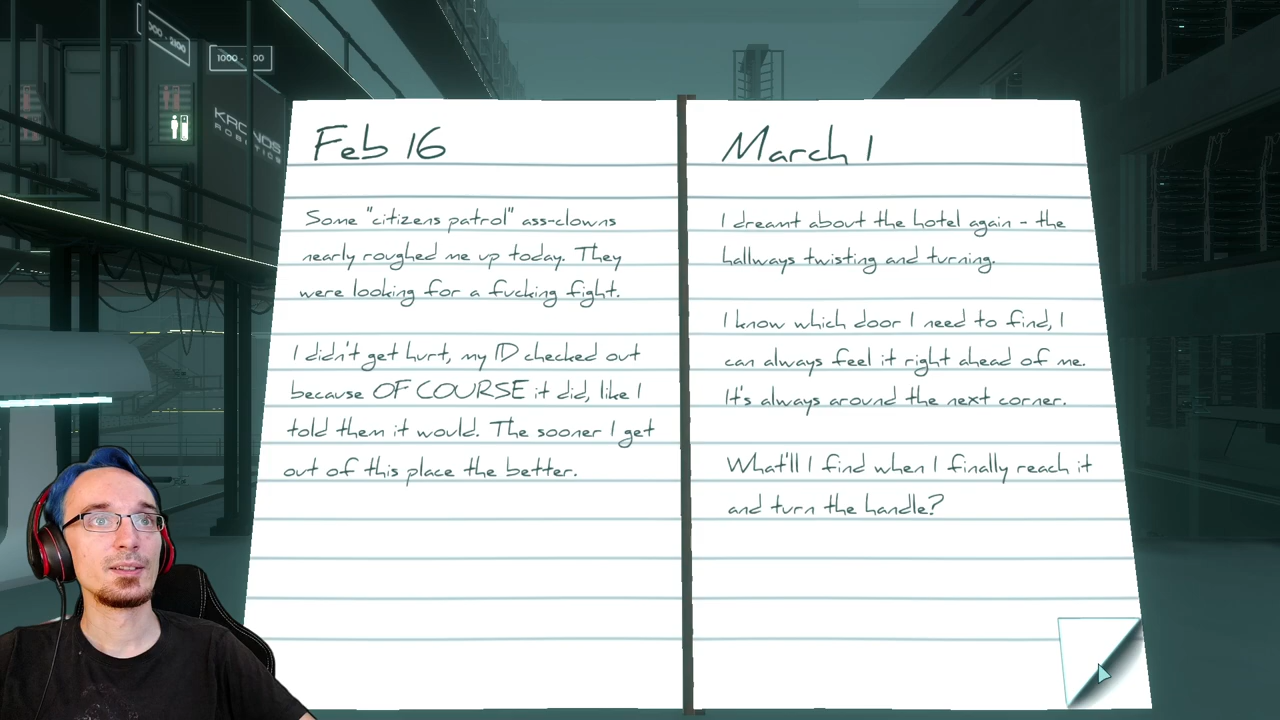 1000 - 2100
KRONOS
ROBOTICS
Feb 16
Some "citizens patrol" ass-clowns
nearly roughed me up today. They
were looking for a fucking fight.
I didn't get hurt, my ID checked out
because OF COURSE it did, like I
told them it would. The sooner I get
out of this place the better.
March 1
I dreamt about the hotel again - the
hallways twisting and turning.
I know which door I need to find, I
can always feel it right ahead of me.
It's always around the next corner.
What'll I find when I finally reach it
and turn the handle?